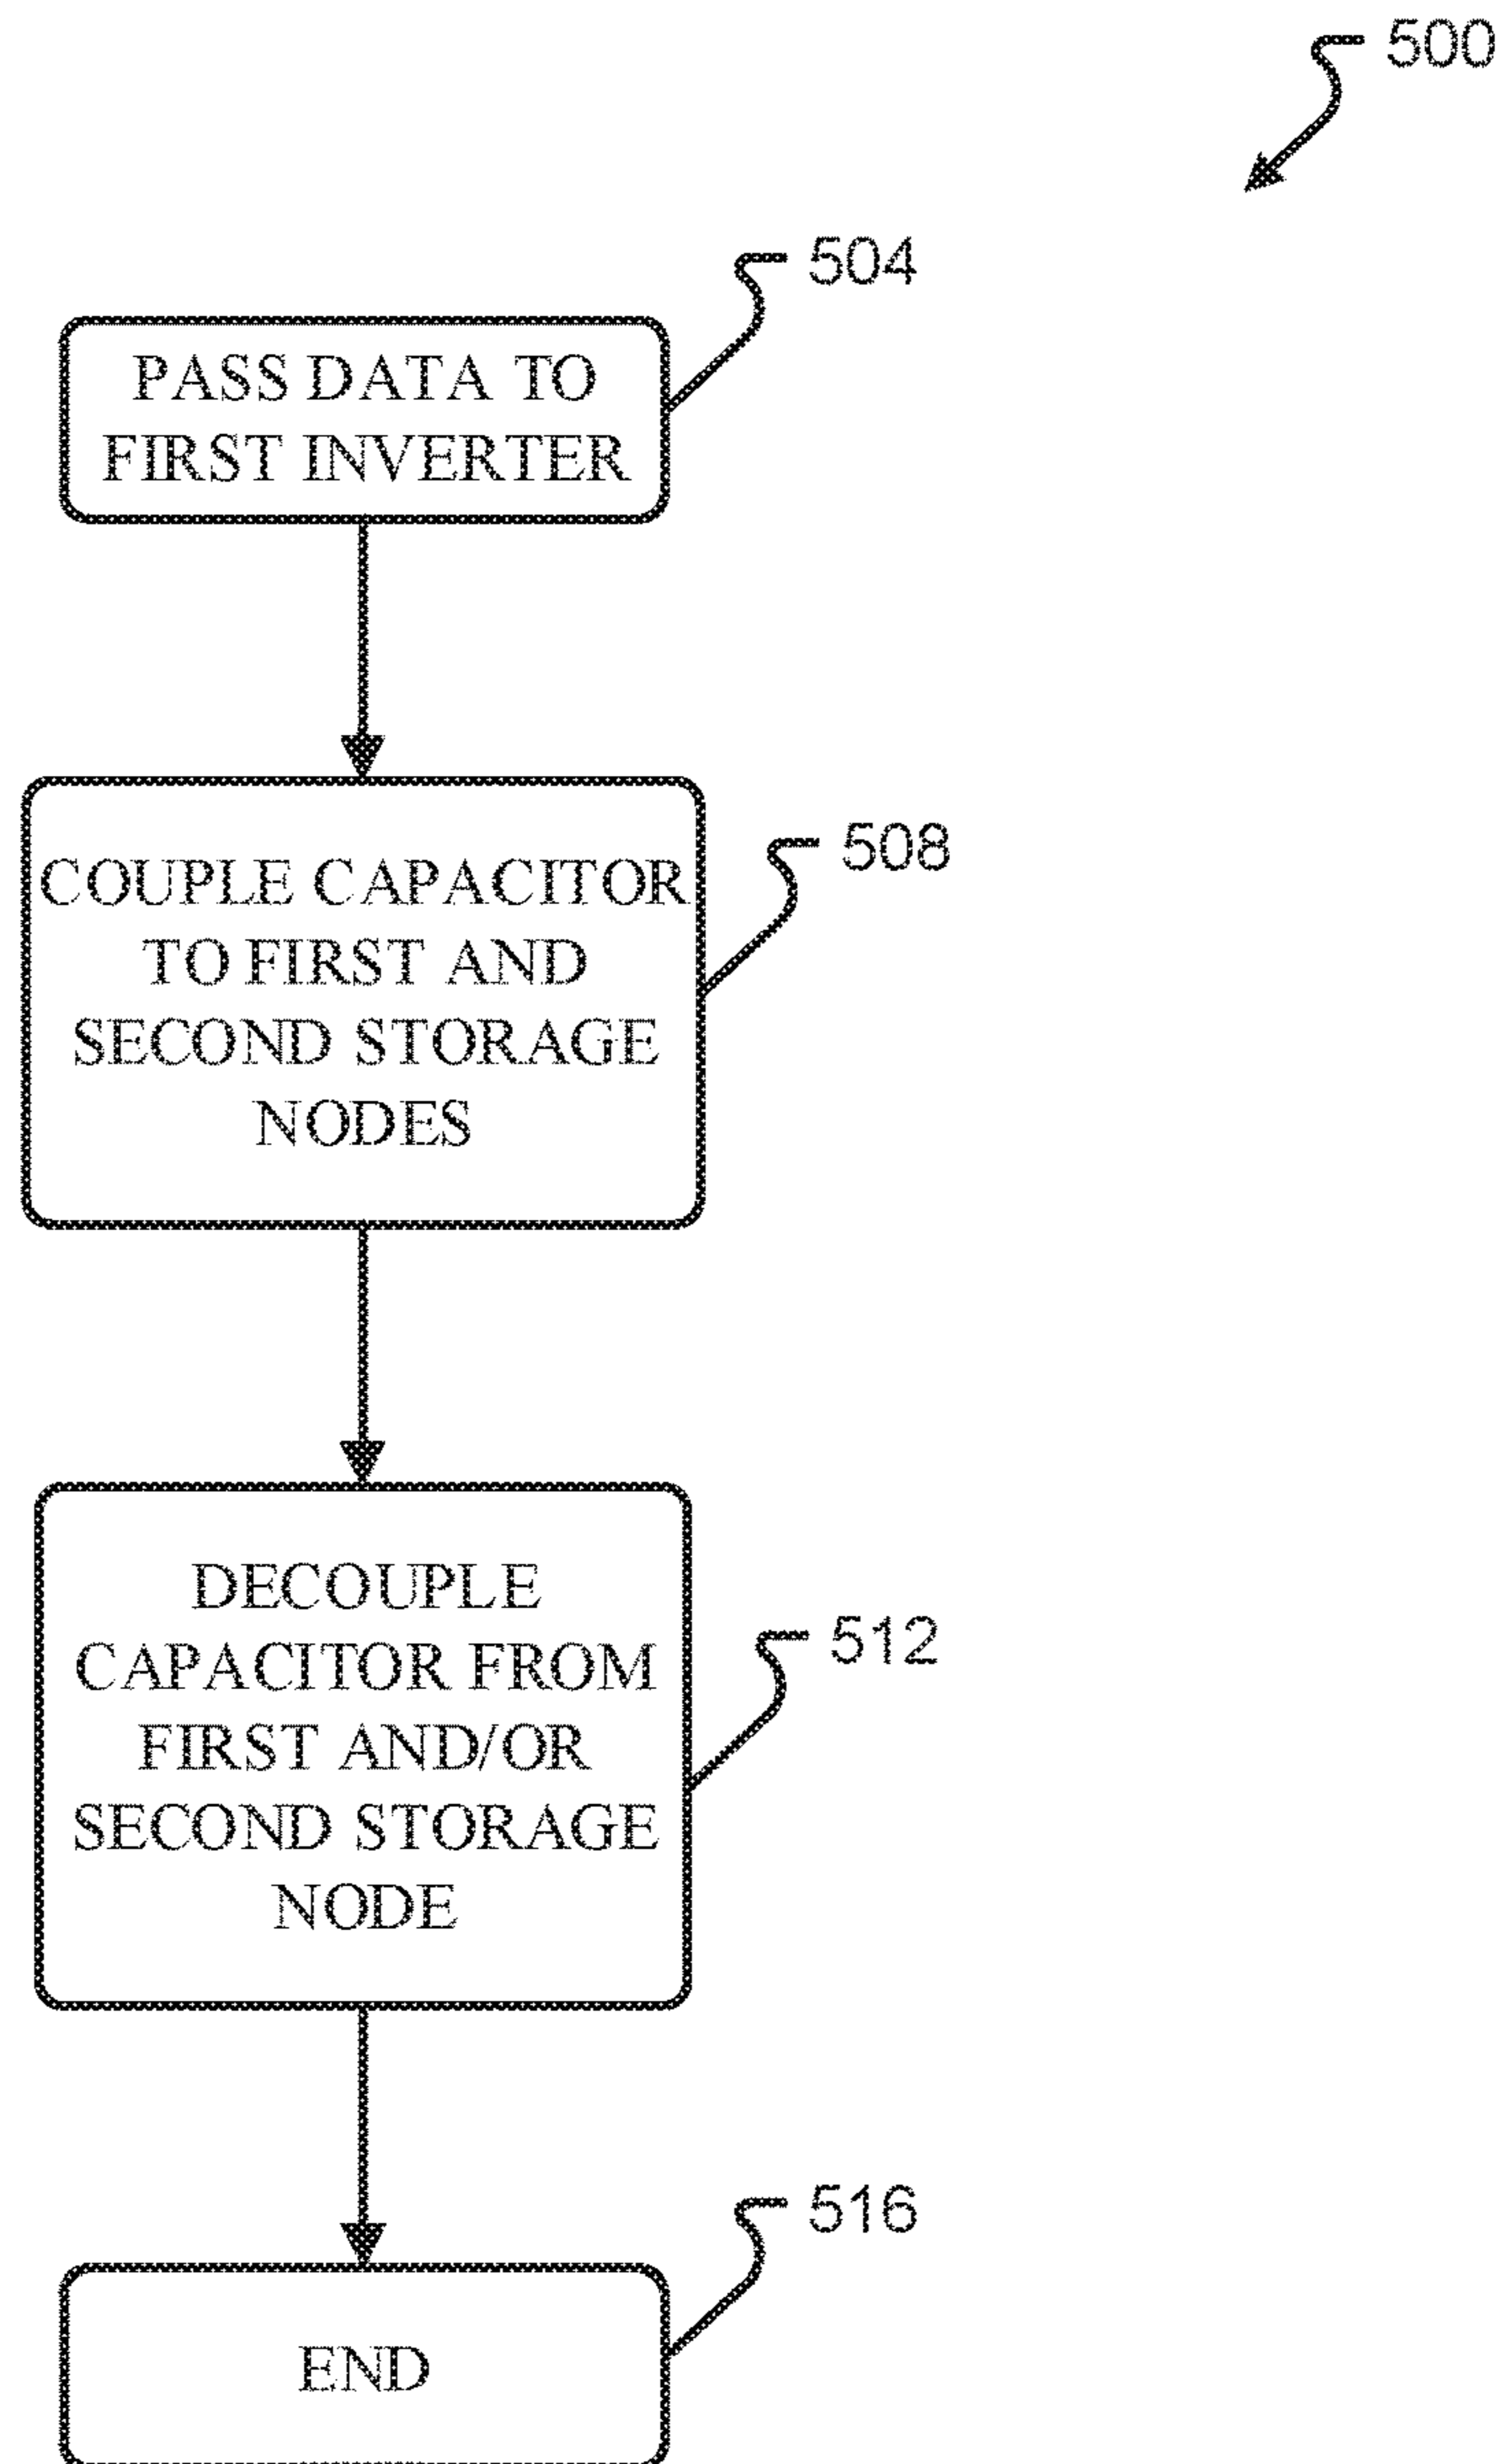 500
504
PASS DATA TO
FIRST INVERTER
508
COUPLE CAPACITOR
TO FIRST AND
SECOND STORAGE
NODES
512
DECOUPLE
CAPACITOR FROM
FIRST AND/OR
SECOND STORAGE
NODE
516
END